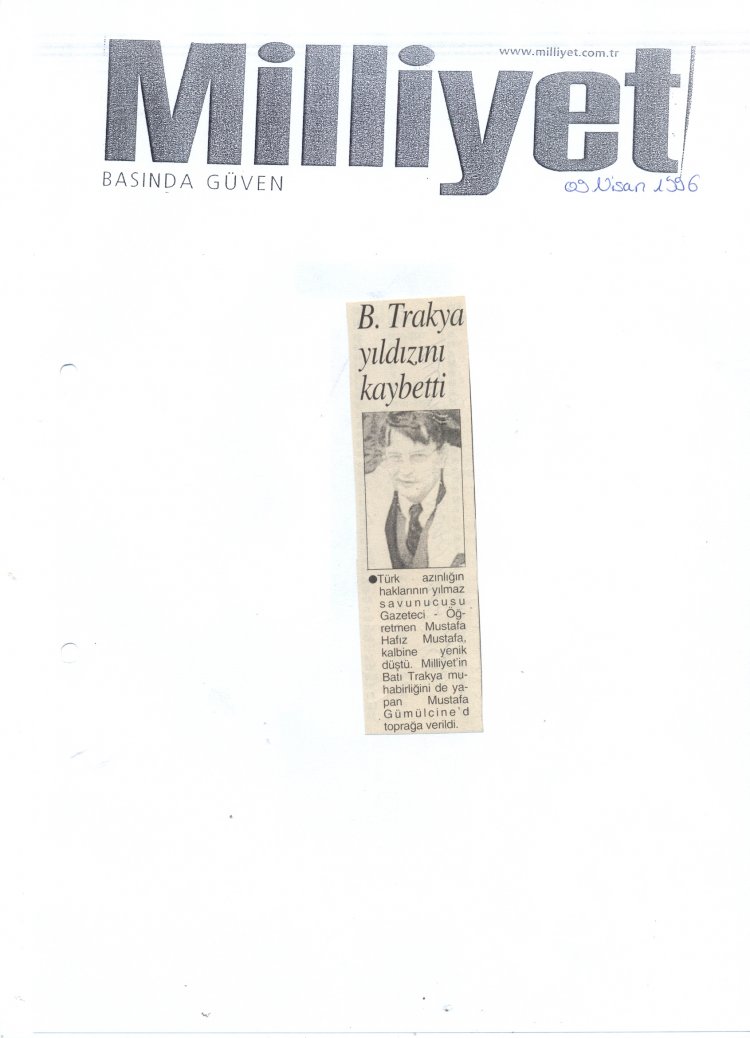 www.milliyet.com.tr
Milliyet
BASINDA GÜVEN
09 Nisan 1996
B. Trakya
yıldızını
kaybetti
●Türk azınlığın
haklarının yılmaz
savunucusu
Gazeteci - Öğ-
retmen Mustafa
Hafız Mustafa,
kalbine yenik
düştü. Milliyet'in
Batı Trakya mu-
habirliğini de ya-
pan Mustafa
Gümülcine'd
toprağa verildi.